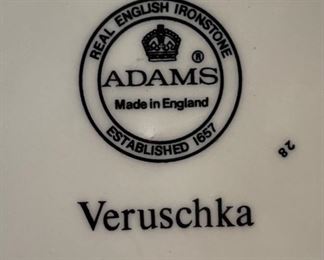 REAL ENGLISH IRONSTONE
ADAMS ®
Made in England
ESTABLISHED 1657
28
Veruschka